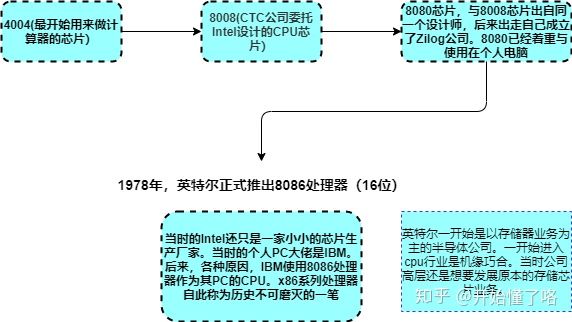 4004(最开始用来做计
算器的芯片)
8008(CTC公司委托
Intel设计的CPU芯
片)
8080芯片，与8008芯片出自同
一个设计师，后来出走自己成立
了Zilog公司。8080已经着重与
使用在个人电脑
1978年，英特尔正式推出8086处理器（16位）
当时的Intel还只是一家小小的芯片生
产厂家。当时的个人PC大佬是IBM。
后来，各种原因，IBM使用8086处理
器作为其PC的CPU。x86系列处理器
自此称为历史不可磨灭的一笔
英特尔一开始是以存储器业务为
主的半导体公司。一开始进入
cpu行业是机缘巧合。当时公司
高层还是想要发展原本的存储芯
片业务。
知乎 @开始懂了咯